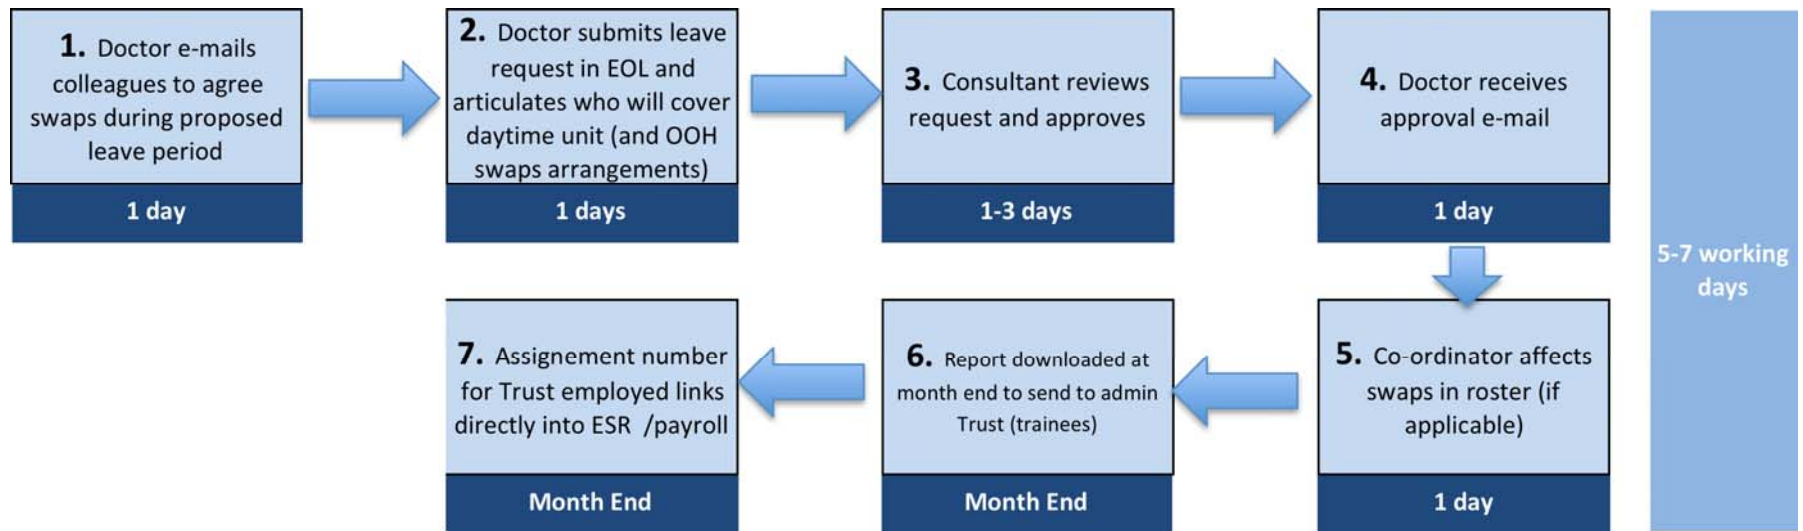 1. Doctor e-mails
colleagues to agree
swaps during proposed
leave period
1 day
2. Doctor submits leave
request in EOL and
articulates who will cover
daytime unit (and OOH
swaps arrangements)
1 days
3. Consultant reviews
request and approves
1-3 days
4. Doctor receives
approval e-mail
1 day
5. Co-ordinator affects
swaps in roster (if
applicable)
1 day
6. Report downloaded at
month end to send to admin
Trust (trainees)
Month End
7. Assignement number
for Trust employed links
directly into ESR /payroll
Month End
5-7 working
days